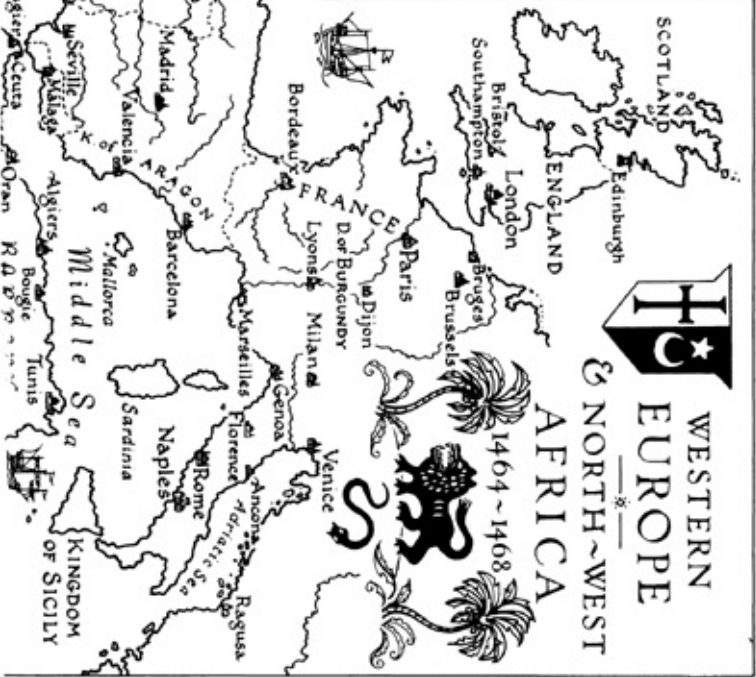 WESTERN
EUROPE
& NORTH~WEST
AFRICA
1464~1468
SCOTLAND
Edinburgh
ENGLAND
Bristol
London
Southampton
Bruges
Brussels
Paris
FRANCE
Dijon
D. OF BURGUNDY
Lyons
Bordeaux
Milan
Venice
Genoa
Marseilles
Florence
Ancona
Adriatic Sea
Ragusa
Rome
Naples
Madrid
K. of ARAGON
Barcelona
Valencia
Seville
Málaga
Ceuta
Mallorca
Sardinia
Middle Sea
KINGDOM
OF SICILY
Algiers
Bougie
Tunis
Oran